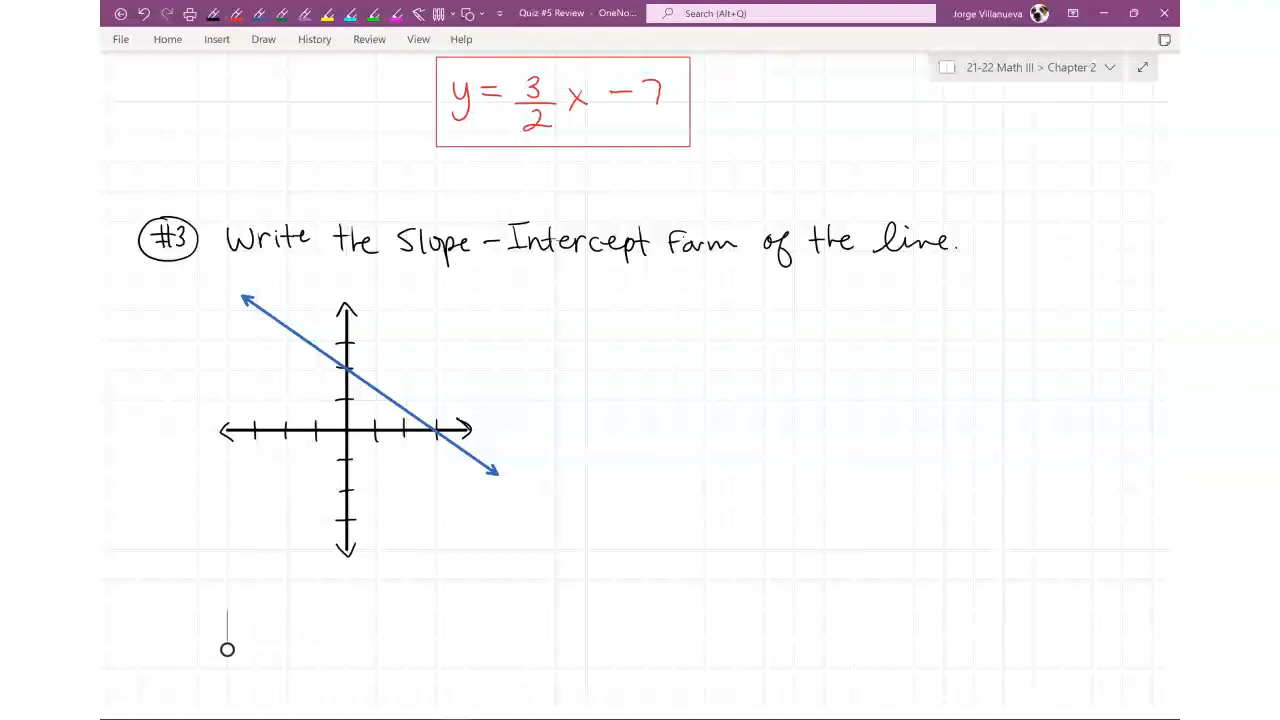 Quiz #5 Review - OneNo...
Search (Alt+Q)
Jorge Villanueva
File Home Insert Draw History Review View Help
21-22 Math III > Chapter 2
y = 3/2 x - 7
#3 Write the Slope-Intercept Form of the line.